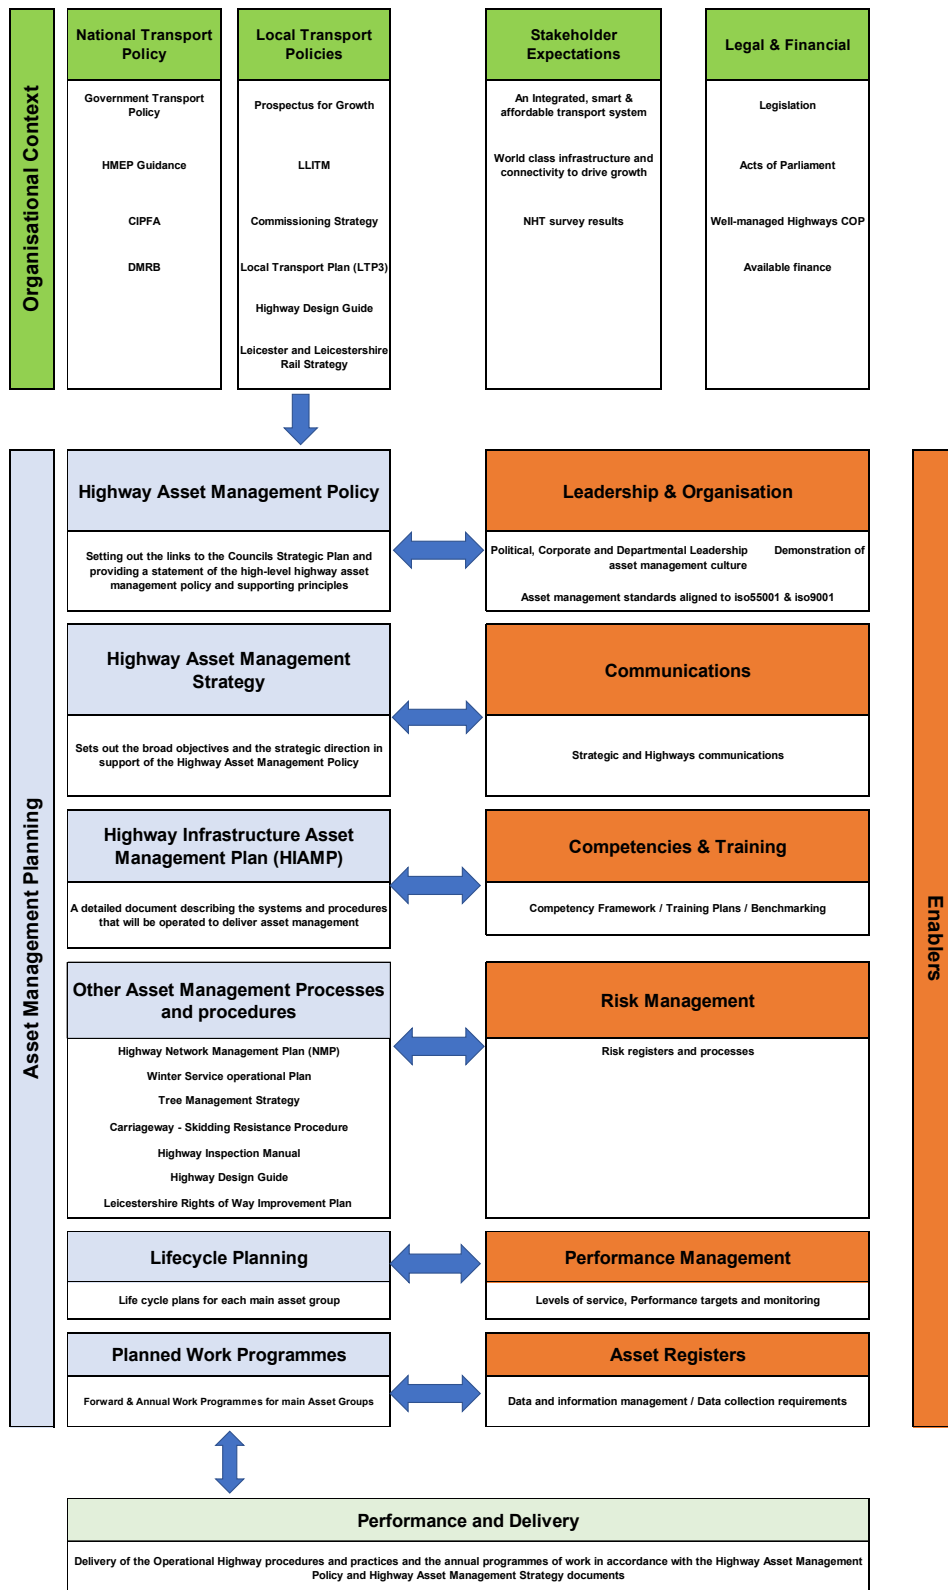 Organisational Context
National Transport
Policy
Government Transport
Policy
HMEP Guidance
CIPFA
DMRB
Local Transport
Policies
Prospectus for Growth
LLITM
Commissioning Strategy
Local Transport Plan (LTP3)
Highway Design Guide
Leicester and Leicestershire
Rail Strategy
Stakeholder
Expectations
An Integrated, smart &
affordable transport system
World class infrastructure and
connectivity to drive growth
NHT survey results
Legal & Financial
Legislation
Acts of Parliament
Well-managed Highways COP
Available finance
Asset Management Planning
Highway Asset Management Policy
Setting out the links to the Councils Strategic Plan and
providing a statement of the high-level highway asset
management policy and supporting principles
Leadership & Organisation
Political, Corporate and Departmental Leadership Demonstration of
asset management culture
Asset management standards aligned to iso55001 & iso9001
Highway Asset Management
Strategy
Sets out the broad objectives and the strategic direction in
support of the Highway Asset Management Policy
Communications
Strategic and Highways communications
Highway Infrastructure Asset
Management Plan (HIAMP)
A detailed document describing the systems and procedures
that will be operated to deliver asset management
Competencies & Training
Competency Framework / Training Plans / Benchmarking
Other Asset Management Processes
and procedures
Highway Network Management Plan (NMP)
Winter Service operational Plan
Tree Management Strategy
Carriageway - Skidding Resistance Procedure
Highway Inspection Manual
Highway Design Guide
Leicestershire Rights of Way Improvement Plan
Risk Management
Risk registers and processes
Lifecycle Planning
Life cycle plans for each main asset group
Performance Management
Levels of service, Performance targets and monitoring
Planned Work Programmes
Forward & Annual Work Programmes for main Asset Groups
Asset Registers
Data and information management / Data collection requirements
Enablers
Performance and Delivery
Delivery of the Operational Highway procedures and practices and the annual programmes of work in accordance with the Highway Asset Management
Policy and Highway Asset Management Strategy documents